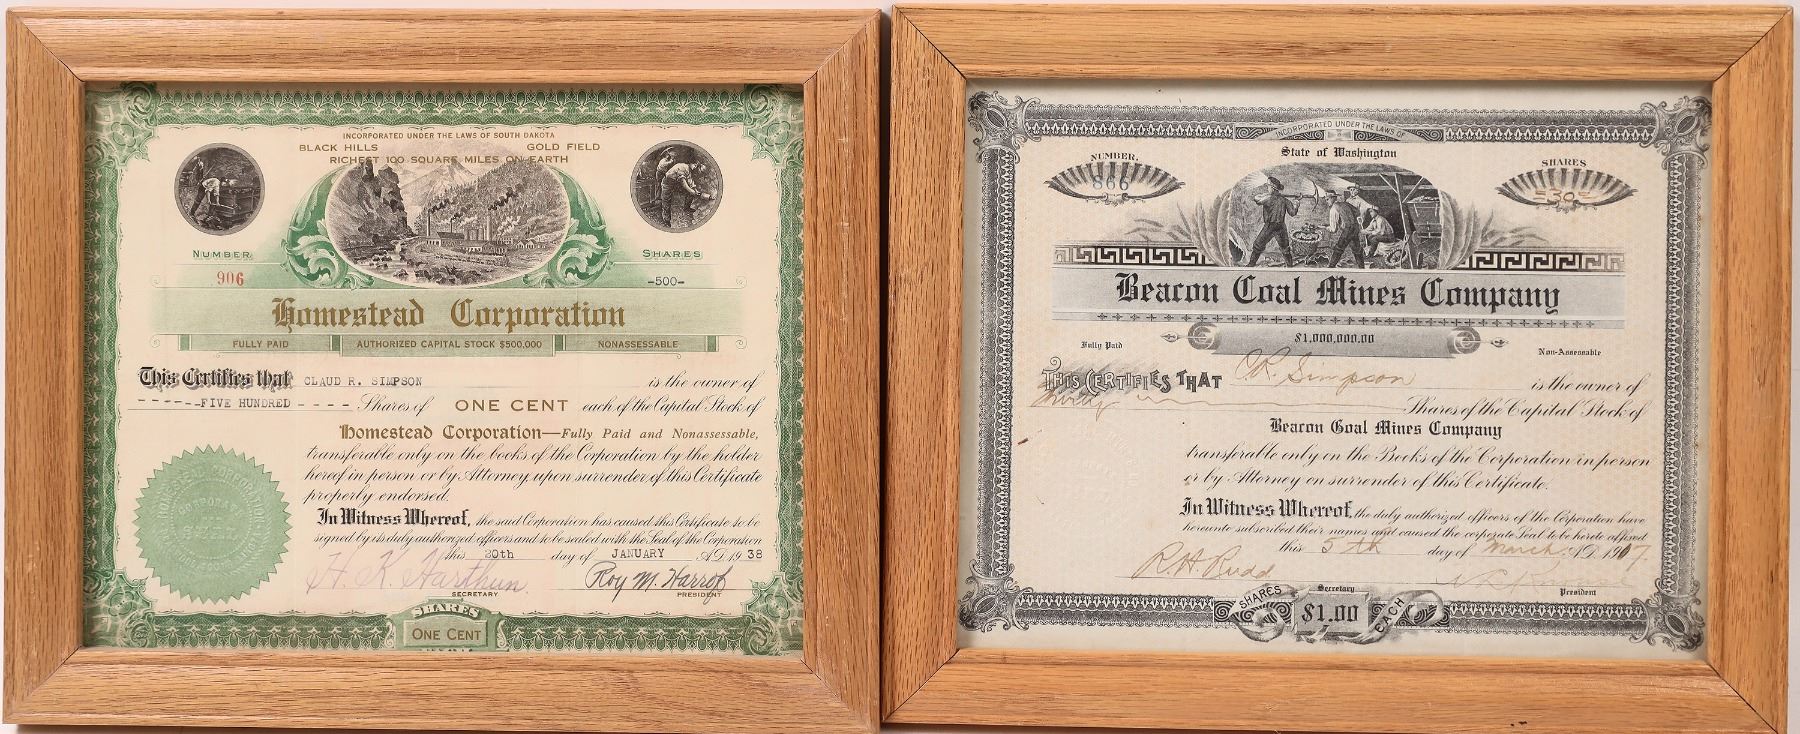 INCORPORATED UNDER THE LAWS OF SOUTH DAKOTA
BLACK HILLS GOLD FIELD
RICHEST 100 SQUARE MILES ON EARTH
NUMBER SHARES
906 -500-
Homestead Corporation
FULLY PAID AUTHORIZED CAPITAL STOCK $500,000 NONASSESSABLE
This Certifies that CLAUD R. SIMPSON is the owner of
------FIVE HUNDRED ---- Shares of ONE CENT each of the Capital Stock of
Homestead Corporation—Fully Paid and Nonassessable,
transferable only on the books of the Corporation by the holder
hereof in person or by Attorney upon surrender of this Certificate
properly endorsed.
In Witness Whereof, the said Corporation has caused this Certificate to be
signed by its duly authorized officers and to be sealed with the Seal of the Corporation
this 20th day of JANUARY A.D. 1938
H. K. Harthun Roy M. Harrop
SECRETARY PRESIDENT
CORPORATE
SEAL
SHARES
ONE CENT
INCORPORATED UNDER THE LAWS OF
State of Washington
NUMBER. SHARES
866 =30=
Beacon Coal Mines Company
Fully Paid $1,000,000.00 Non-Assessable
THIS CERTIFIES THAT C.R. Simpson is the owner of
Thirty Shares of the Capital Stock of
Beacon Coal Mines Company
transferable only on the Books of the Corporation in person
or by Attorney on surrender of this Certificate.
In Witness Whereof, the duly authorized officers of the Corporation have
hereunto subscribed their names and caused the corporate Seal to be hereto affixed
this 5th day of March A.D. 1917.
R.H. Rudd
Secretary President
SHARES $1.00 EACH